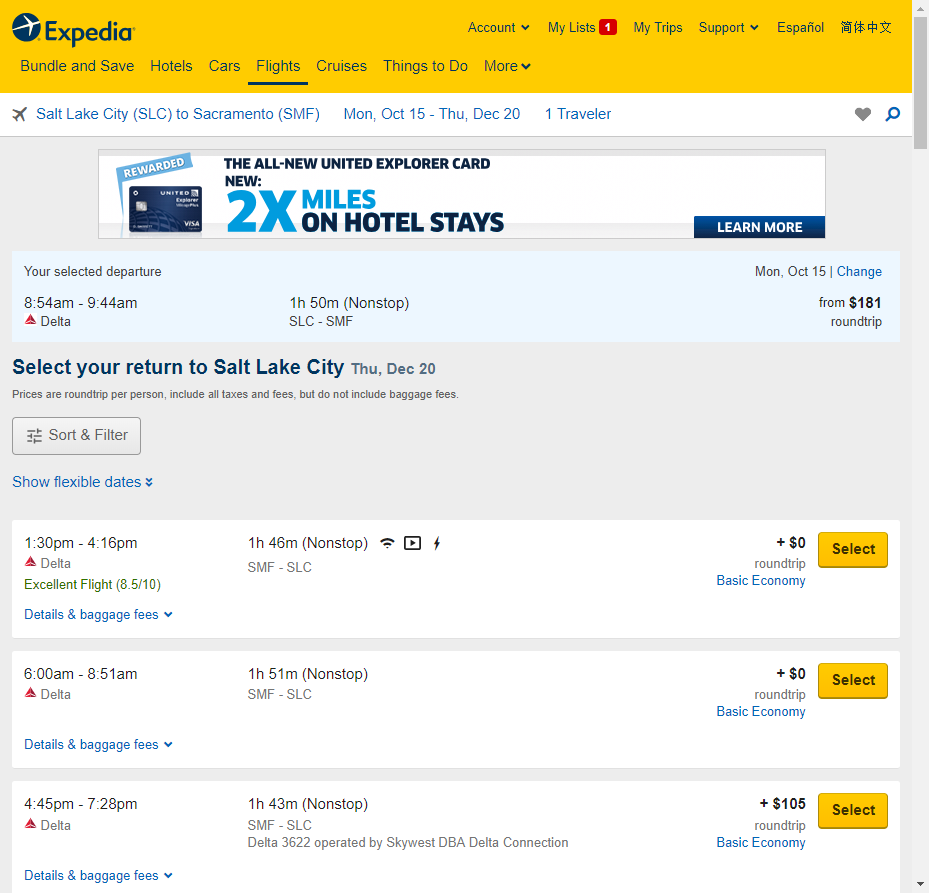 Expedia
Account
My Lists 1
My Trips
Support
Español
简体中文
Bundle and Save
Hotels
Cars
Flights
Cruises
Things to Do
More
Salt Lake City (SLC) to Sacramento (SMF)
Mon, Oct 15 - Thu, Dec 20
1 Traveler
REWARDED
UNITED
Explorer
MileagePlus
VISA
THE ALL-NEW UNITED EXPLORER CARD
NEW:
2X MILES
ON HOTEL STAYS
LEARN MORE
Your selected departure
Mon, Oct 15 | Change
8:54am - 9:44am
1h 50m (Nonstop)
from $181
Delta
SLC - SMF
roundtrip
Select your return to Salt Lake City Thu, Dec 20
Prices are roundtrip per person, include all taxes and fees, but do not include baggage fees.
Sort & Filter
Show flexible dates
1:30pm - 4:16pm
1h 46m (Nonstop)
+ $0
Select
Delta
SMF - SLC
roundtrip
Excellent Flight (8.5/10)
Basic Economy
Details & baggage fees
6:00am - 8:51am
1h 51m (Nonstop)
+ $0
Select
Delta
SMF - SLC
roundtrip
Basic Economy
Details & baggage fees
4:45pm - 7:28pm
1h 43m (Nonstop)
+ $105
Select
Delta
SMF - SLC
roundtrip
Delta 3622 operated by Skywest DBA Delta Connection
Basic Economy
Details & baggage fees